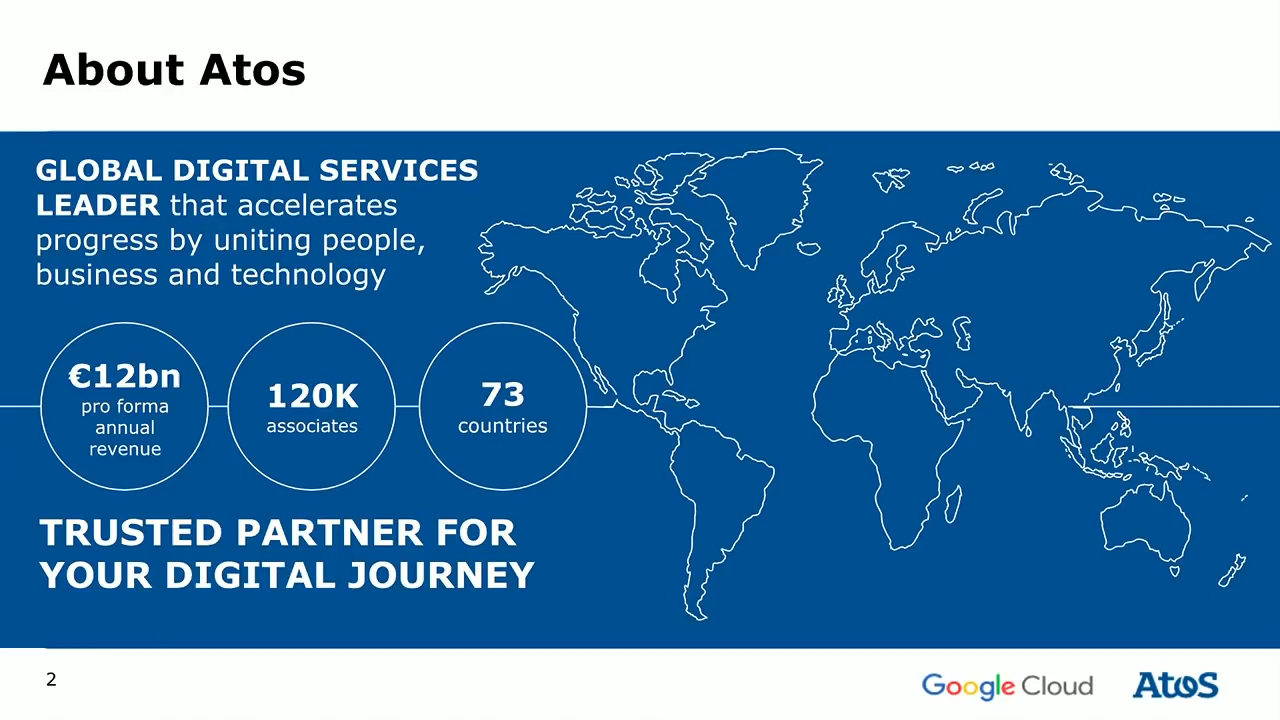 About Atos
GLOBAL DIGITAL SERVICES
LEADER that accelerates
progress by uniting people,
business and technology
€12bn
pro forma
annual
revenue
120K
associates
73
countries
TRUSTED PARTNER FOR
YOUR DIGITAL JOURNEY
2
Google Cloud
Atos